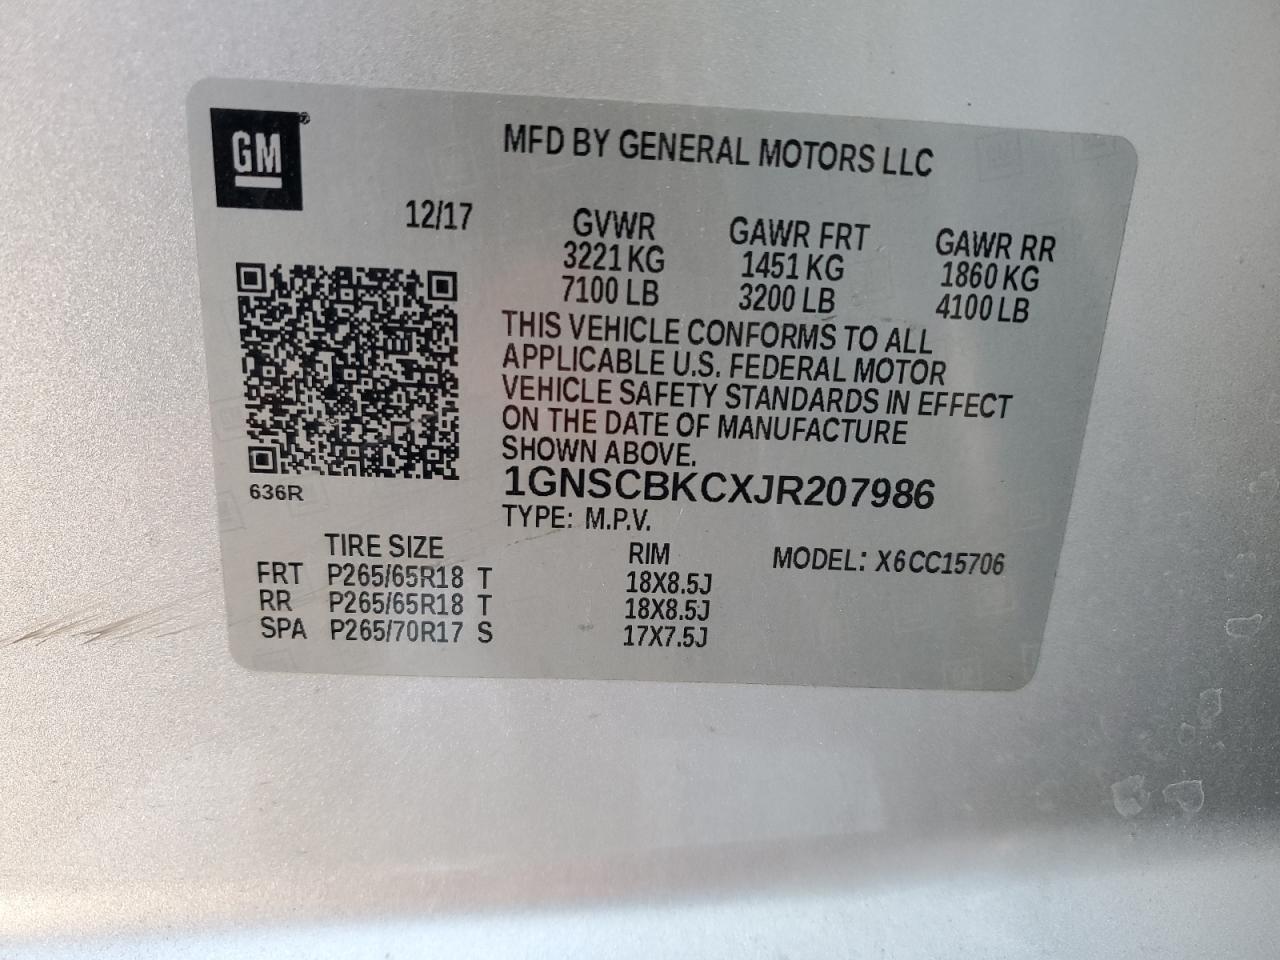 GM
MFD BY GENERAL MOTORS LLC
12/17
GVWR GAWR FRT GAWR RR
3221 KG 1451 KG 1860 KG
7100 LB 3200 LB 4100 LB
THIS VEHICLE CONFORMS TO ALL
APPLICABLE U.S. FEDERAL MOTOR
VEHICLE SAFETY STANDARDS IN EFFECT
ON THE DATE OF MANUFACTURE
SHOWN ABOVE.
636R
1GNSCBKCXJR207986
TYPE: M.P.V.
TIRE SIZE RIM MODEL: X6CC15706
FRT P265/65R18 T 18X8.5J
RR P265/65R18 T 18X8.5J
SPA P265/70R17 S 17X7.5J